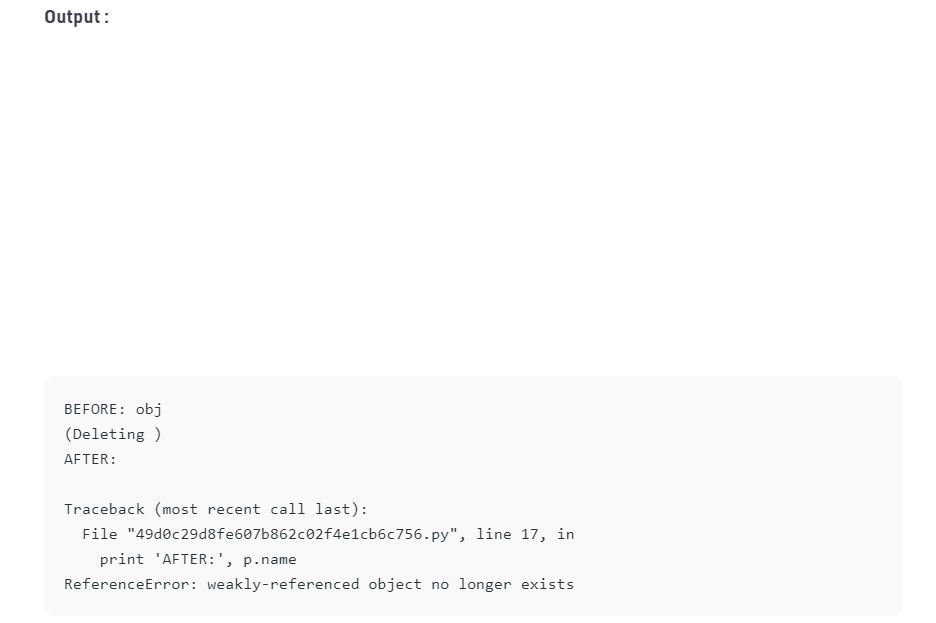 Output:
BEFORE: obj
(Deleting )
AFTER:
Traceback (most recent call last):
  File "49d0c29d8fe607b862c02f4e1cb6c756.py", line 17, in
    print 'AFTER:', p.name
ReferenceError: weakly-referenced object no longer exists